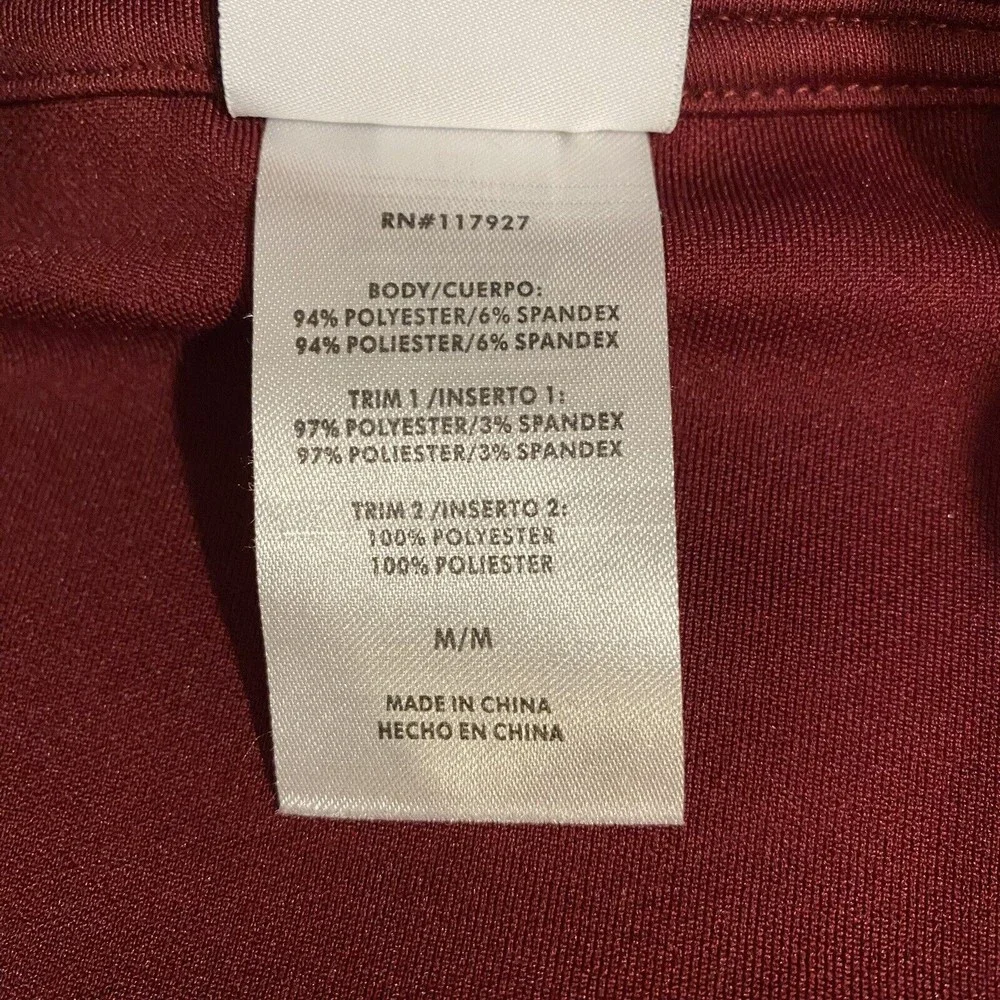 RN#117927
BODY/CUERPO:
94% POLYESTER/6% SPANDEX
94% POLIESTER/6% SPANDEX
TRIM 1 /INSERTO 1:
97% POLYESTER/3% SPANDEX
97% POLIESTER/3% SPANDEX
TRIM 2 /INSERTO 2:
100% POLYESTER
100% POLIESTER
M/M
MADE IN CHINA
HECHO EN CHINA